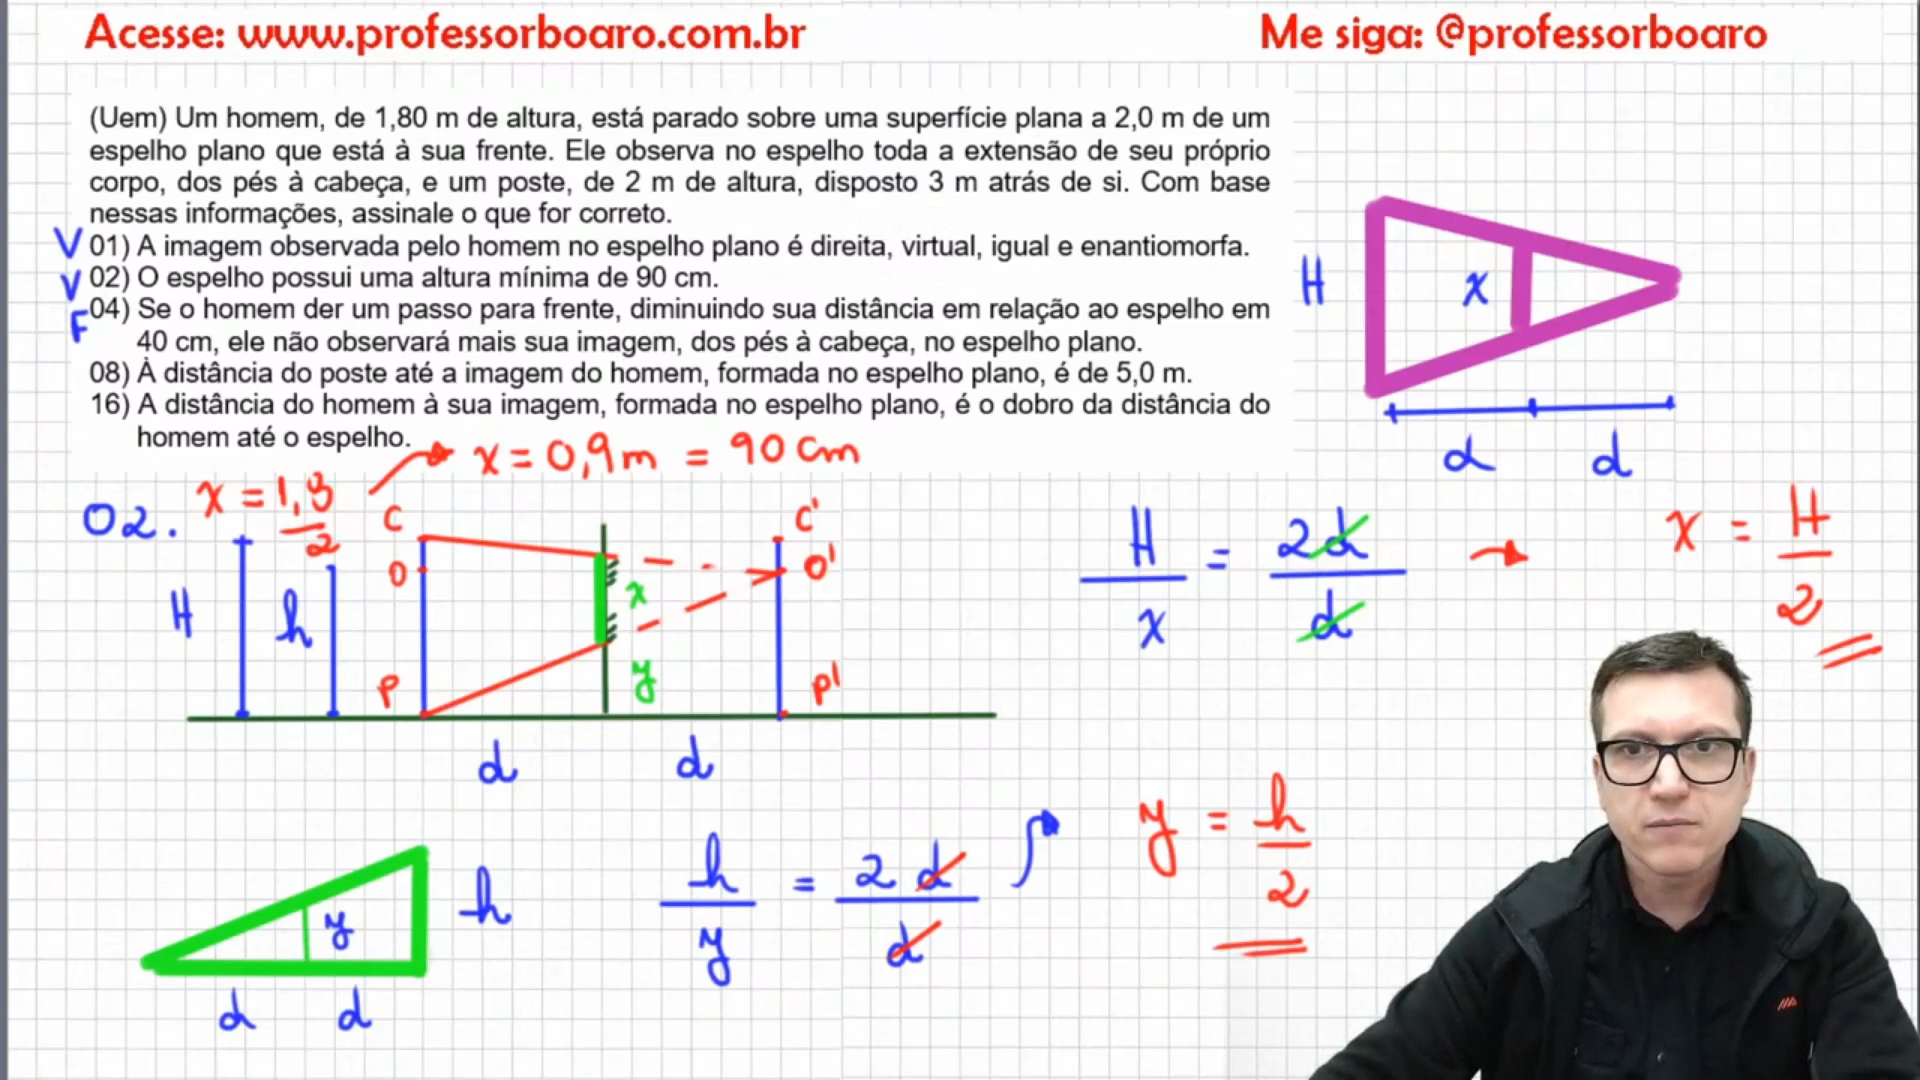 Acesse: www.professorboaro.com.br
Me siga: @professorboaro
(Uem) Um homem, de 1,80 m de altura, está parado sobre uma superfície plana a 2,0 m de um
espelho plano que está à sua frente. Ele observa no espelho toda a extensão de seu próprio
corpo, dos pés à cabeça, e um poste, de 2 m de altura, disposto 3 m atrás de si. Com base
nessas informações, assinale o que for correto.
V 01) A imagem observada pelo homem no espelho plano é direita, virtual, igual e enantiomorfa.
V 02) O espelho possui uma altura mínima de 90 cm.
F 04) Se o homem der um passo para frente, diminuindo sua distância em relação ao espelho em
40 cm, ele não observará mais sua imagem, dos pés à cabeça, no espelho plano.
08) À distância do poste até a imagem do homem, formada no espelho plano, é de 5,0 m.
16) A distância do homem à sua imagem, formada no espelho plano, é o dobro da distância do
homem até o espelho.
H
x
d d
x = 0,9m = 90 cm
02.
x = 1,8
2
C
C'
O
O'
H
h
x
P
y
P'
d
d
H = 2d
x d
x = H
2
h
y
d d
h = 2d
y d
y = h
2